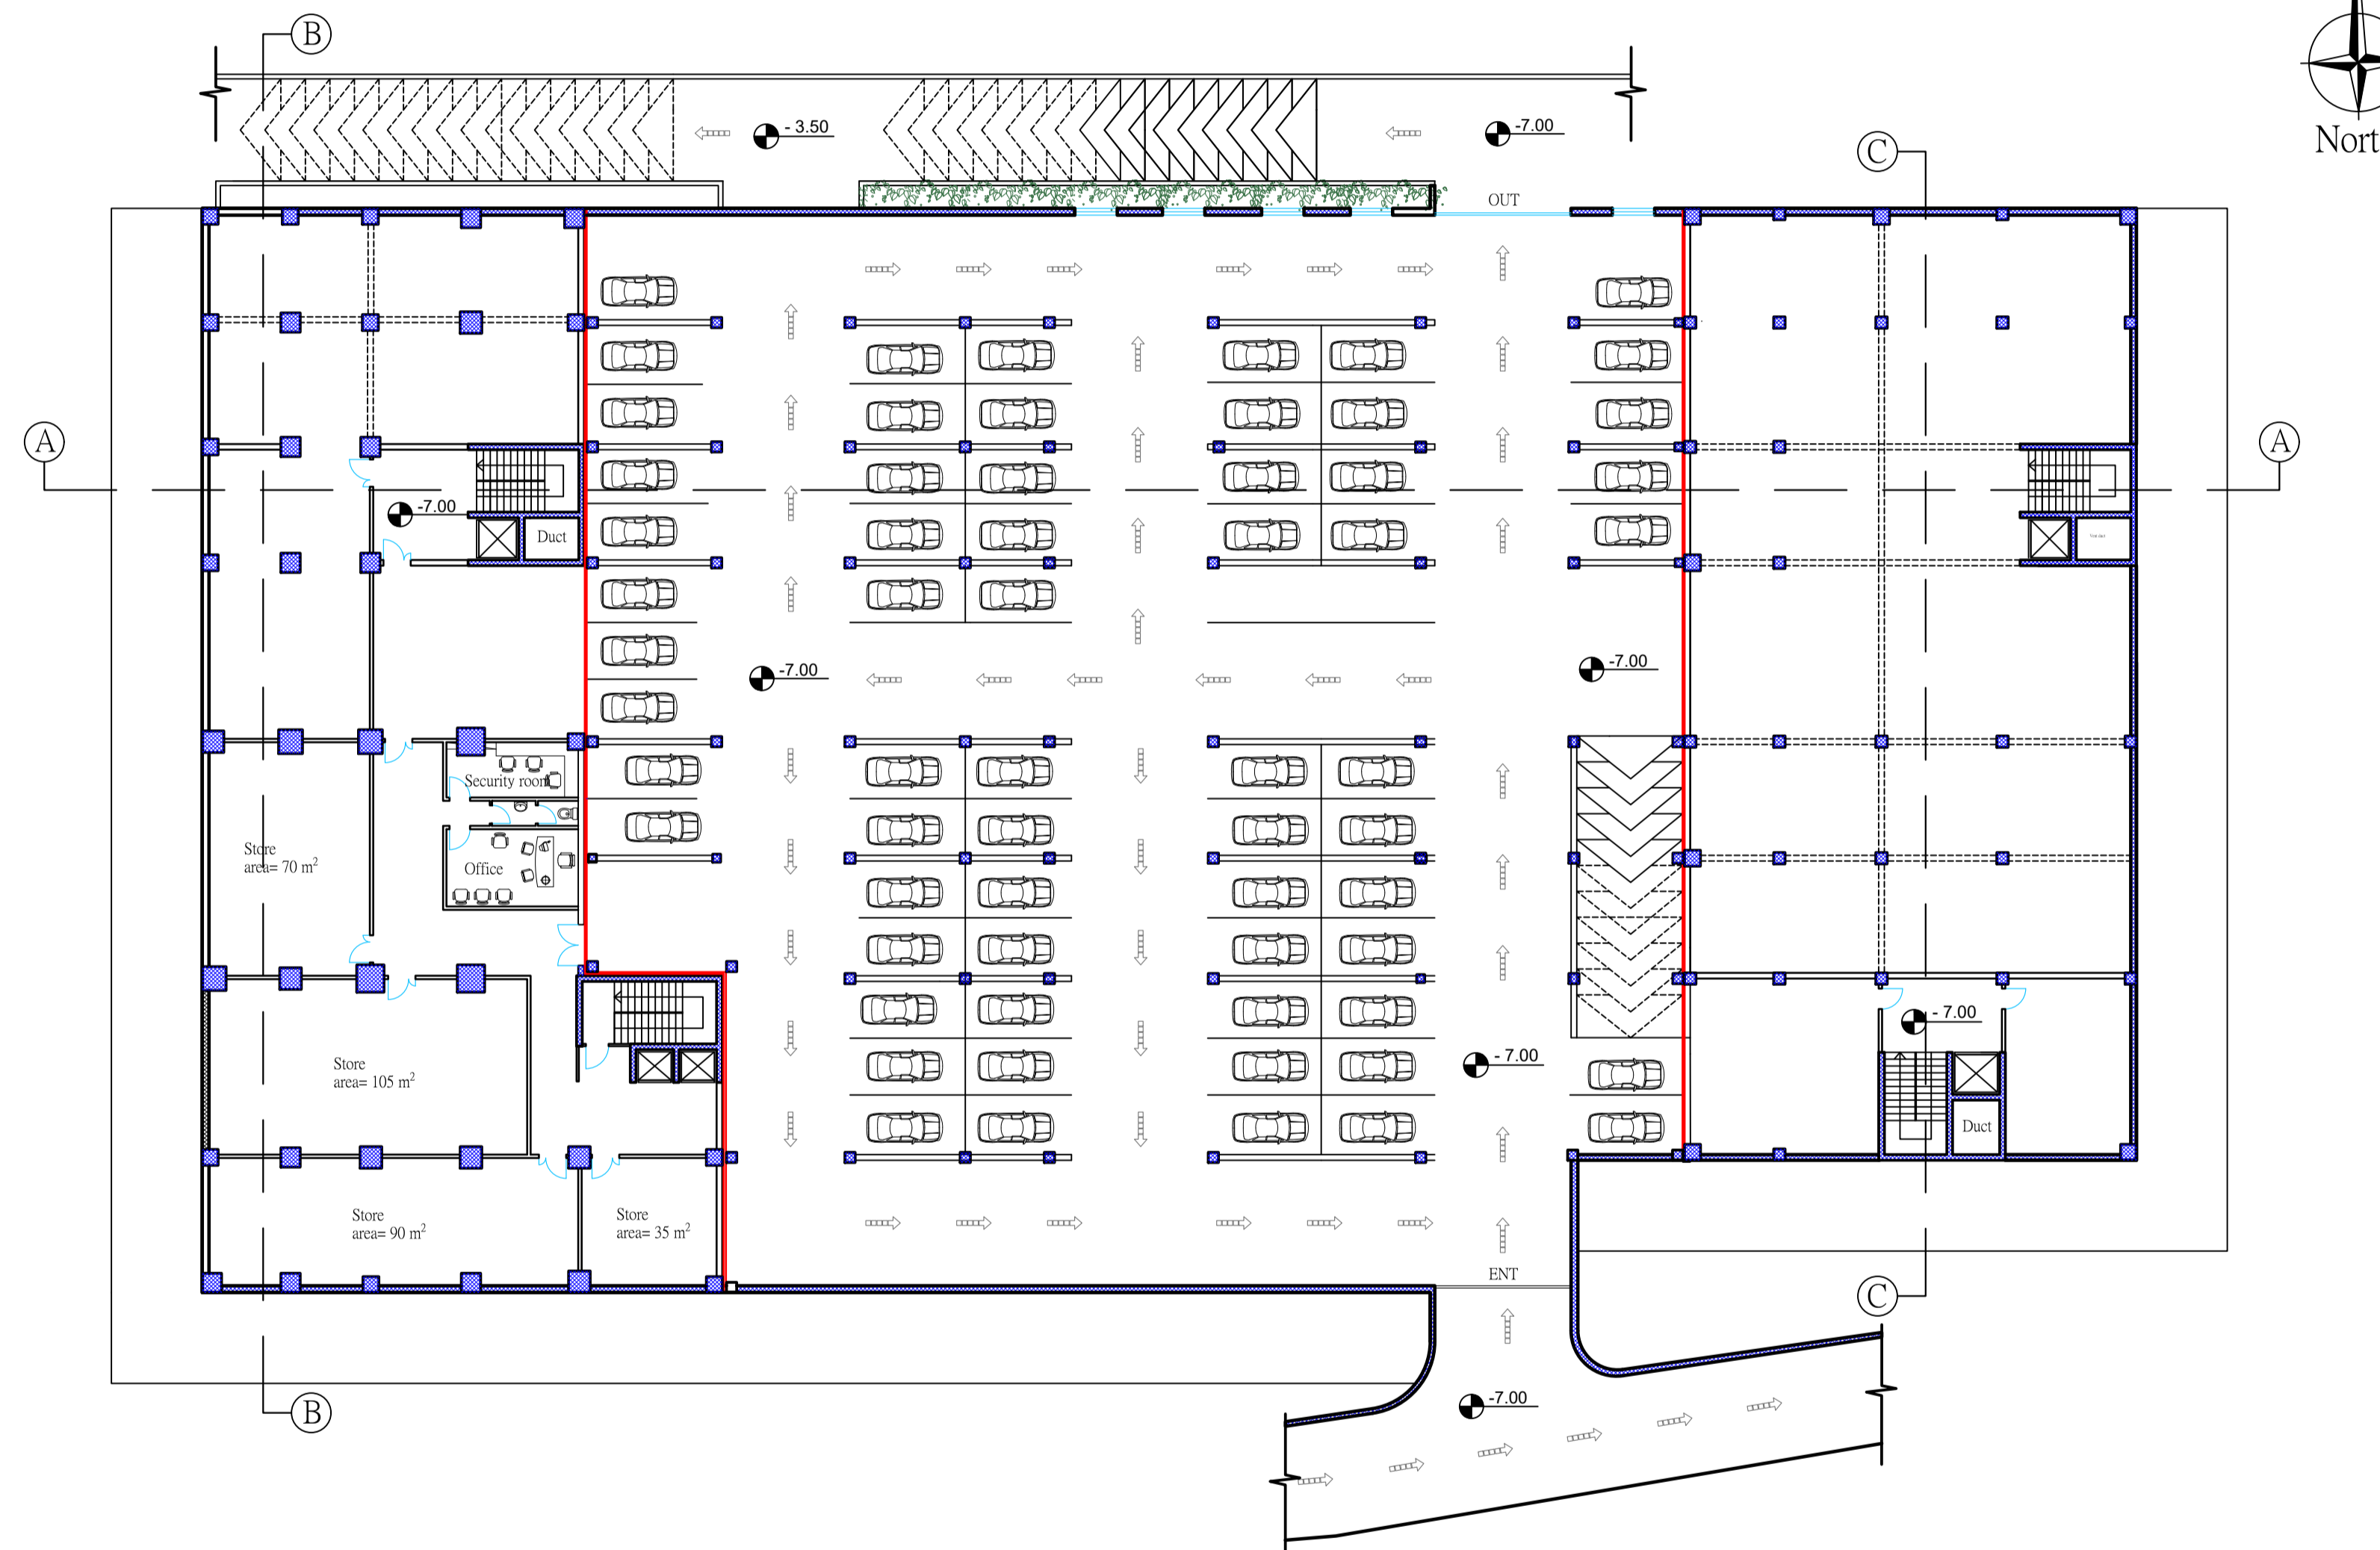 B
- 3.50
-7.00
Nort
C
OUT
A
A
-7.00
Duct
-7.00
-7.00
Security room
Store
area= 70 m²
Office
- 7.00
Store
area= 105 m²
- 7.00
Duct
Store
area= 90 m²
Store
area= 35 m²
ENT
C
B
-7.00